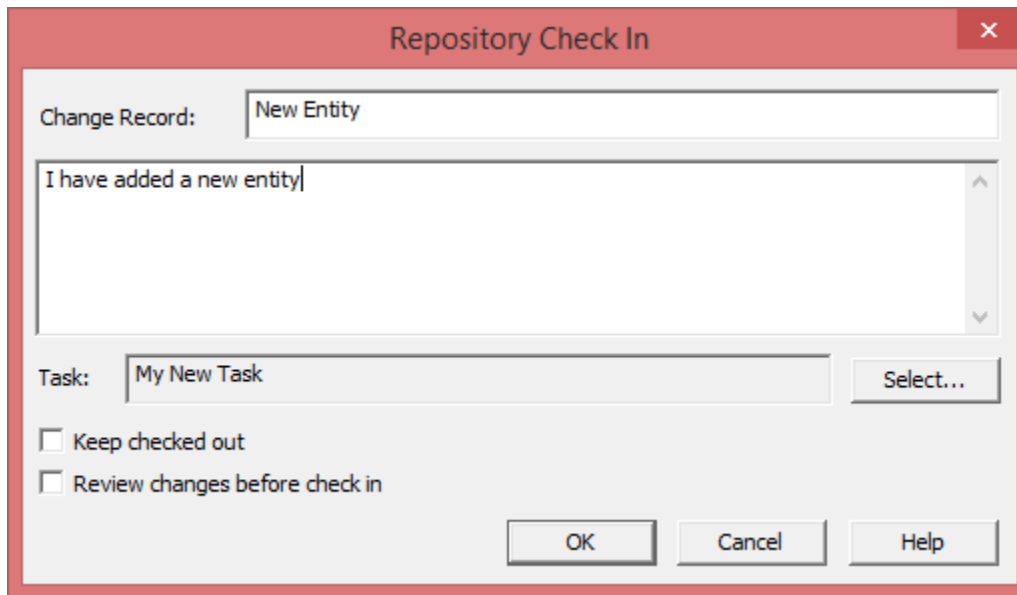 Repository Check In
Change Record: New Entity
I have added a new entity
Task: My New Task Select...
Keep checked out
Review changes before check in
OK Cancel Help